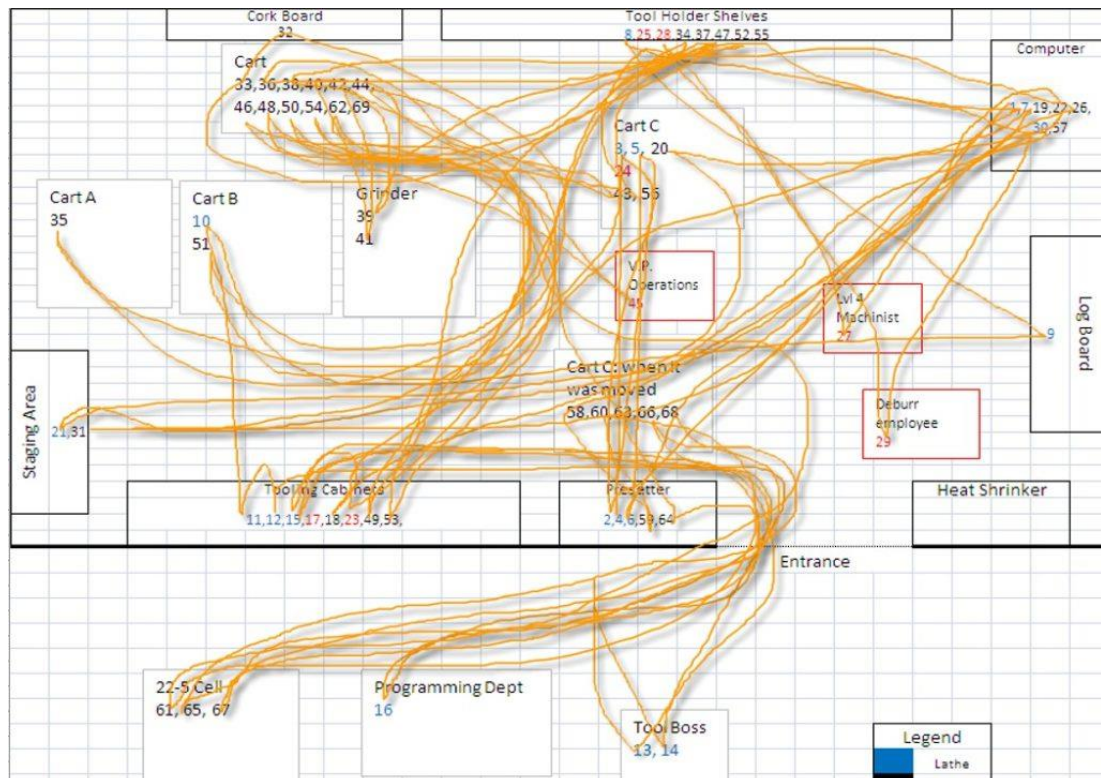 Cork Board
32
Tool Holder Shelves
8,25,28,34,37,47,52,55
Computer
1,7,19,22,26,
30,57
Cart
33,36,38,40,42,44,
46,48,50,54,62,69
Cart C
3, 5, 20
24
43, 56
Cart A
35
Cart B
10
51
Grinder
39
41
V.P.
Operations
45
Lvl 4
Machinist
27
9
Log Board
Cart C: when it
was moved
58,60,63,66,68
Deburr
employee
29
Staging Area
21,31
Tooling Cabinets
11,12,15,17,18,23,49,53,
Presetter
2,4,6,59,64
Heat Shrinker
Entrance
22-5 Cell
61, 65, 67
Programming Dept
16
Tool Boss
13, 14
Legend
Lathe